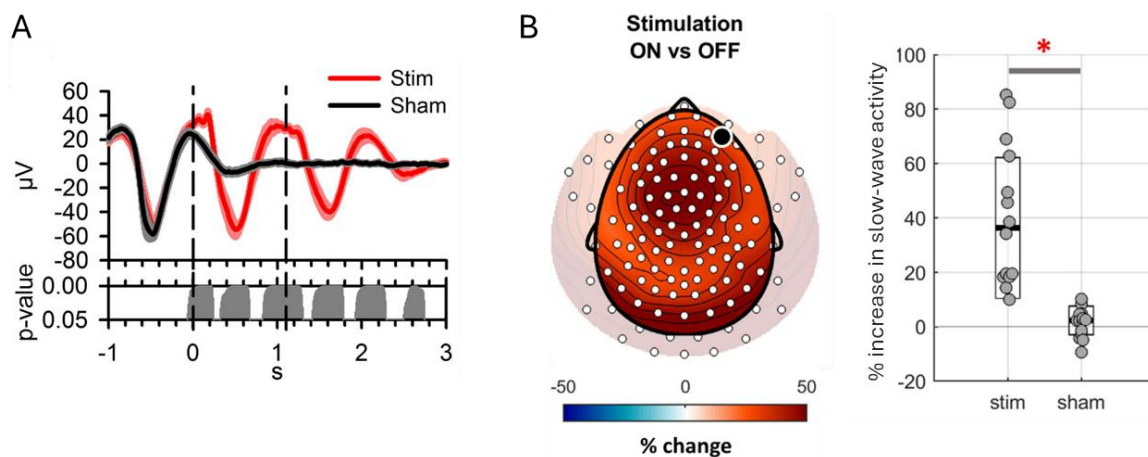 A
Stim
Sham
60
40
20
0
-20
-40
-60
-80
µV
0.00
0.05
p-value
-1 0 1 2 3
s
B
Stimulation
ON vs OFF
-50 0 50
% change
*
100
80
60
40
20
0
-20
% increase in slow-wave activity
stim sham